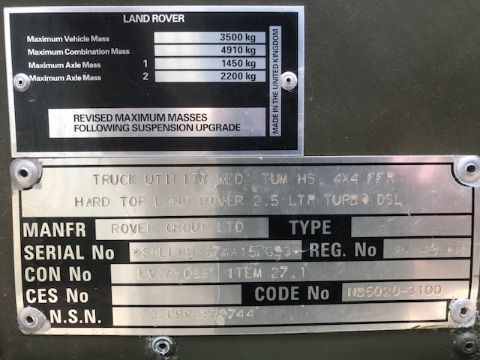 LAND ROVER
Maximum Vehicle Mass 3500 kg
Maximum Combination Mass 4910 kg
Maximum Axle Mass 1 1450 kg
Maximum Axle Mass 2 2200 kg
MADE IN THE UNITED KINGDOM
REVISED MAXIMUM MASSES
FOLLOWING SUSPENSION UPGRADE
TRUCK UTILITY MED. TUM HS. 4X4 FFR
HARD TOP LAND ROVER 2.5 LTR TURBO DSL
MANFR ROVER GROUP LTD TYPE
SERIAL No REG. No
CON No ITEM 27.1
CES No CODE No NB5020-3100
N.S.N.